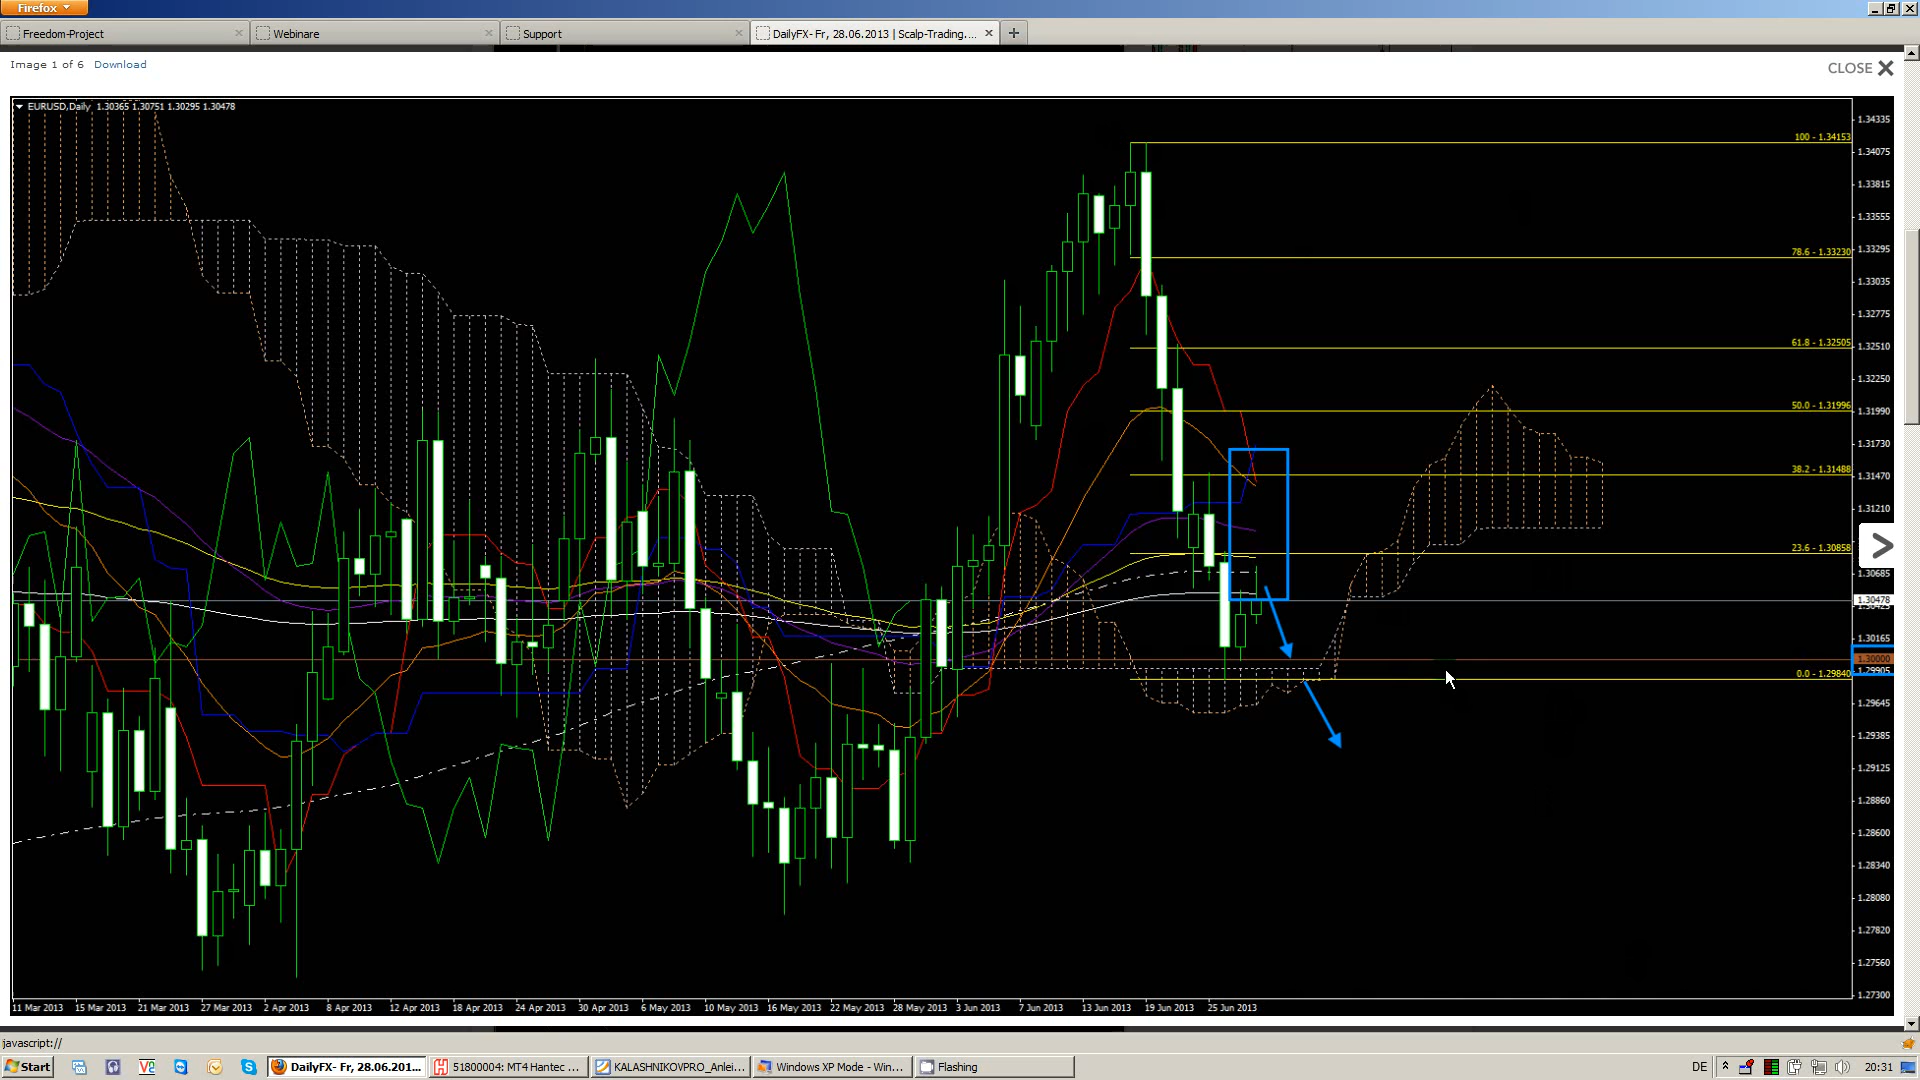 Firefox
Freedom-Project
Webinare
Support
DailyFX- Fr, 28.06.2013 | Scalp-Trading....
Image 1 of 6 Download
CLOSE
EURUSD,Daily 1.30365 1.30751 1.30295 1.30478
1.34335
100 - 1.34153
1.34075
1.33815
1.33555
78.6 - 1.33230
1.33295
1.33035
1.32775
61.8 - 1.32505
1.32510
1.32250
50.0 - 1.31996
1.31990
1.31730
38.2 - 1.31488
1.31470
1.31210
23.6 - 1.30858
1.30685
1.30478
1.30425
1.30165
1.30000
1.29905
0.0 - 1.29840
1.29645
1.29385
1.29125
1.28860
1.28600
1.28340
1.28080
1.27820
1.27560
1.27300
11 Mar 2013 15 Mar 2013 21 Mar 2013 27 Mar 2013 2 Apr 2013 8 Apr 2013 12 Apr 2013 18 Apr 2013 24 Apr 2013 30 Apr 2013 6 May 2013 10 May 2013 16 May 2013 22 May 2013 28 May 2013 3 Jun 2013 7 Jun 2013 13 Jun 2013 19 Jun 2013 25 Jun 2013
javascript://
Start
DailyFX- Fr, 28.06.201...
51800004: MT4 Hantec ...
KALASHNIKOVPRO_Anlei...
Windows XP Mode - Win...
Flashing
DE
20:31